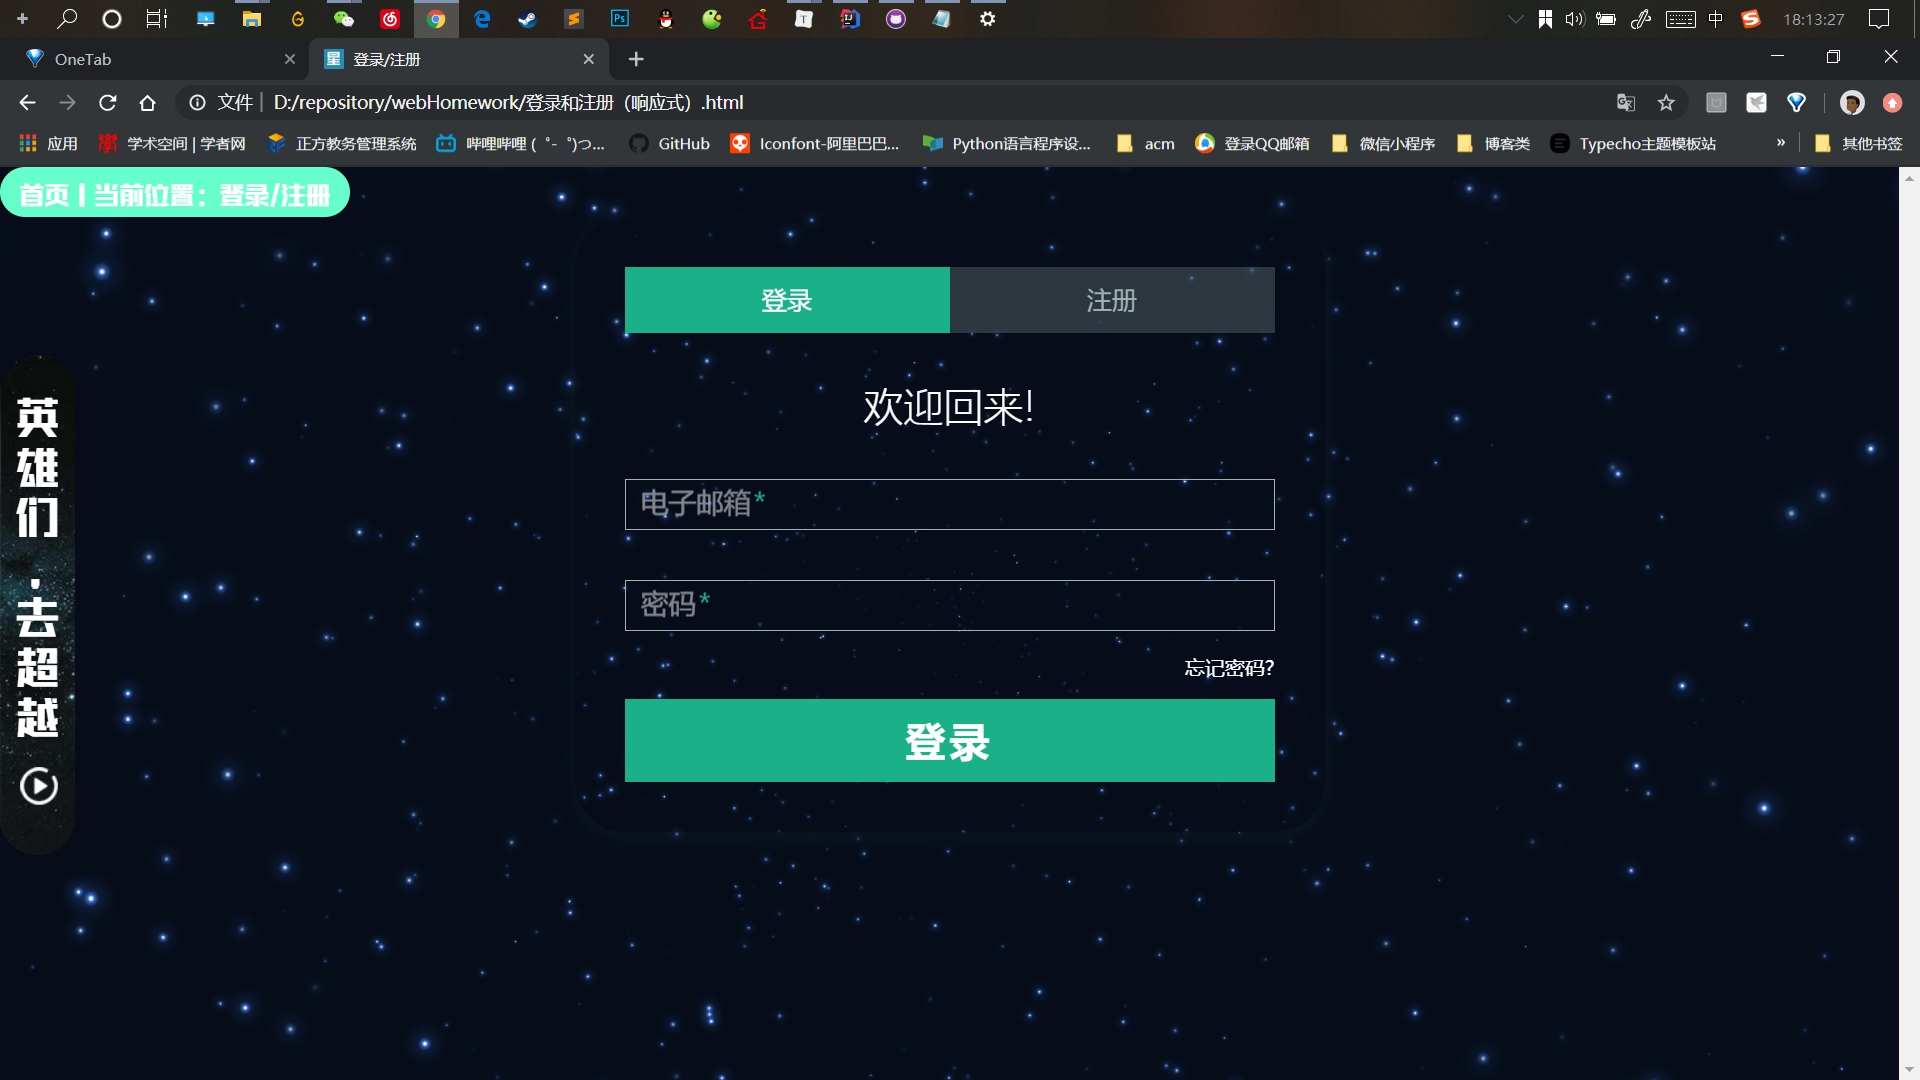 18:13:27
OneTab
登录/注册
文件 | D:/repository/webHomework/登录和注册（响应式）.html
应用 学术空间 | 学者网 正方教务管理系统 哔哩哔哩 ( ゜- ゜)つ... GitHub Iconfont-阿里巴巴... Python语言程序设... acm 登录QQ邮箱 微信小程序 博客类 Typecho主题模板站 » 其他书签
首页 | 当前位置：登录/注册
登录 注册
欢迎回来!
电子邮箱*
密码*
忘记密码?
登录
英
雄
们
，
去
超
越